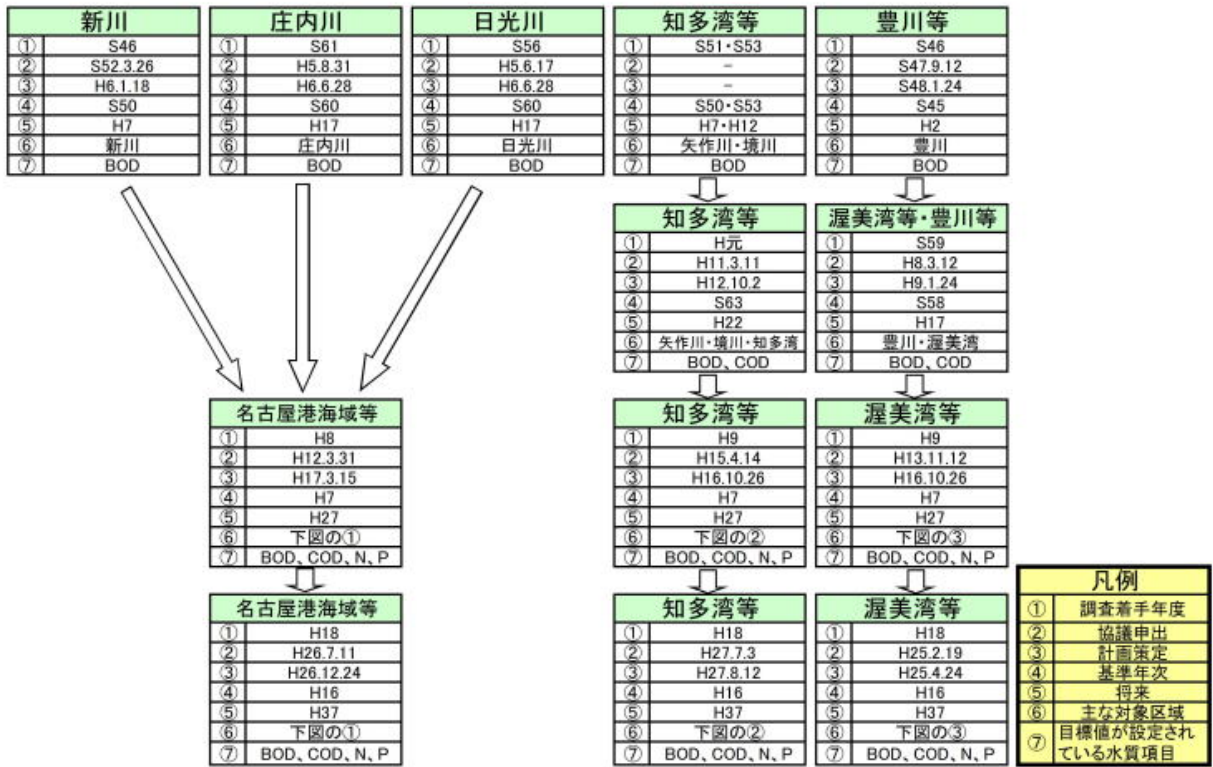 新川
① S46
② S52.3.26
③ H6.1.18
④ S50
⑤ H7
⑥ 新川
⑦ BOD
庄内川
① S61
② H5.8.31
③ H6.6.28
④ S60
⑤ H17
⑥ 庄内川
⑦ BOD
日光川
① S56
② H5.6.17
③ H6.6.28
④ S60
⑤ H17
⑥ 日光川
⑦ BOD
知多湾等
① S51・S53
② −
③ −
④ S50・S53
⑤ H7・H12
⑥ 矢作川・境川
⑦ BOD
豊川等
① S46
② S47.9.12
③ S48.1.24
④ S45
⑤ H2
⑥ 豊川
⑦ BOD
知多湾等
① H元
② H11.3.11
③ H12.10.2
④ S63
⑤ H22
⑥ 矢作川・境川・知多湾
⑦ BOD、COD
渥美湾等・豊川等
① S59
② H8.3.12
③ H9.1.24
④ S58
⑤ H17
⑥ 豊川・渥美湾
⑦ BOD、COD
名古屋港海域等
① H8
② H12.3.31
③ H17.3.15
④ H7
⑤ H27
⑥ 下図の①
⑦ BOD、COD、N、P
知多湾等
① H9
② H15.4.14
③ H16.10.26
④ H7
⑤ H27
⑥ 下図の②
⑦ BOD、COD、N、P
渥美湾等
① H9
② H13.11.12
③ H16.10.26
④ H7
⑤ H27
⑥ 下図の③
⑦ BOD、COD、N、P
名古屋港海域等
① H18
② H26.7.11
③ H26.12.24
④ H16
⑤ H37
⑥ 下図の①
⑦ BOD、COD、N、P
知多湾等
① H18
② H27.7.3
③ H27.8.12
④ H16
⑤ H37
⑥ 下図の②
⑦ BOD、COD、N、P
渥美湾等
① H18
② H25.2.19
③ H25.4.24
④ H16
⑤ H37
⑥ 下図の③
⑦ BOD、COD、N、P
凡例
① 調査着手年度
② 協議申出
③ 計画策定
④ 基準年次
⑤ 将来
⑥ 主な対象区域
⑦ 目標値が設定され
ている水質項目